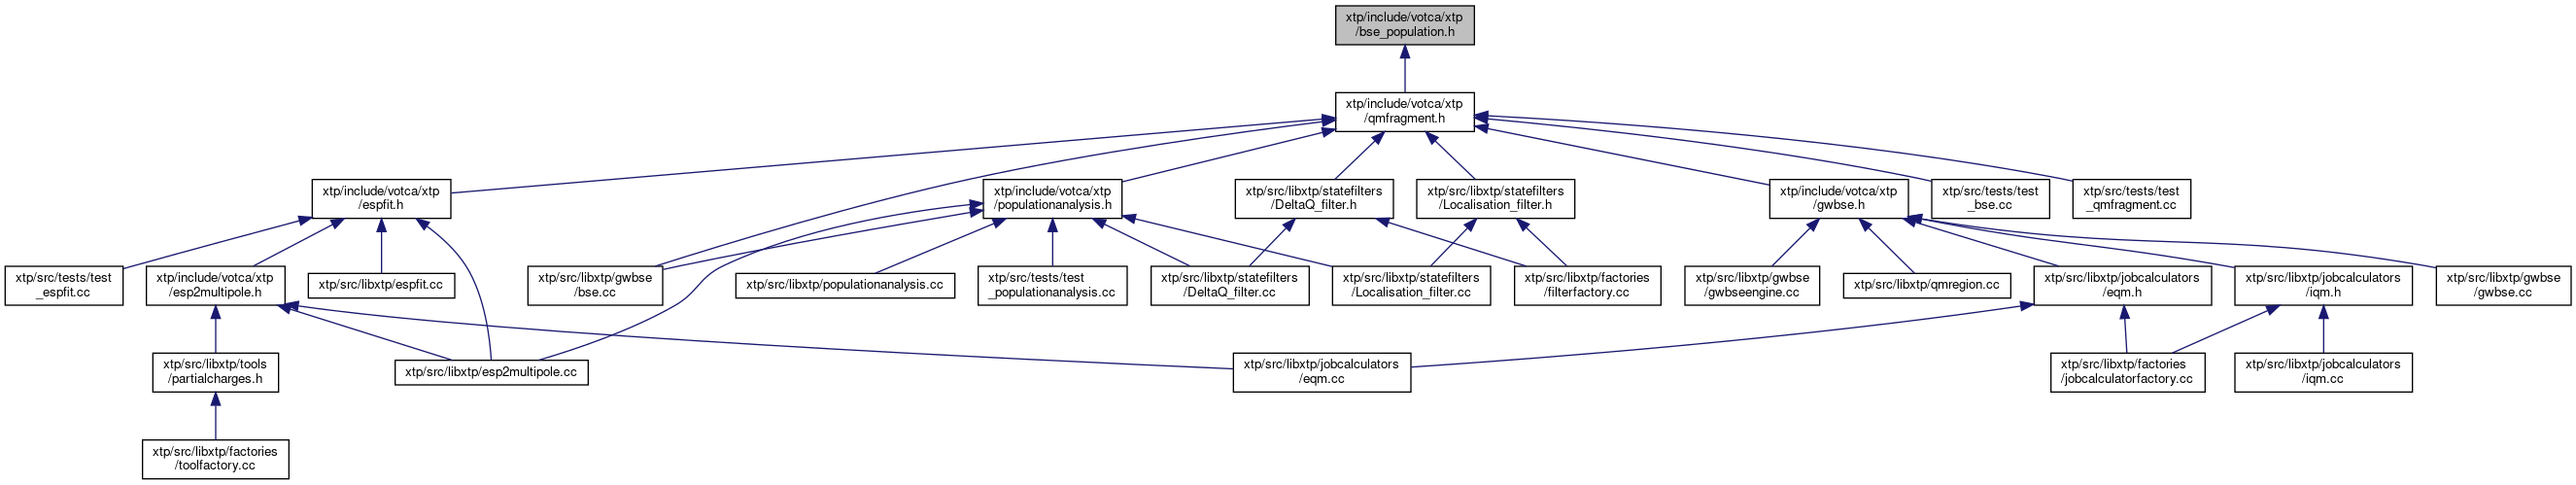 xtp/include/votca/xtp
/bse_population.h
xtp/include/votca/xtp
/qmfragment.h
xtp/include/votca/xtp
/espfit.h
xtp/include/votca/xtp
/populationanalysis.h
xtp/src/libxtp/statefilters
/DeltaQ_filter.h
xtp/src/libxtp/statefilters
/Localisation_filter.h
xtp/include/votca/xtp
/gwbse.h
xtp/src/tests/test
_bse.cc
xtp/src/tests/test
_qmfragment.cc
xtp/src/tests/test
_espfit.cc
xtp/include/votca/xtp
/esp2multipole.h
xtp/src/libxtp/espfit.cc
xtp/src/libxtp/gwbse
/bse.cc
xtp/src/libxtp/populationanalysis.cc
xtp/src/tests/test
_populationanalysis.cc
xtp/src/libxtp/statefilters
/DeltaQ_filter.cc
xtp/src/libxtp/statefilters
/Localisation_filter.cc
xtp/src/libxtp/factories
/filterfactory.cc
xtp/src/libxtp/gwbse
/gwbseengine.cc
xtp/src/libxtp/qmregion.cc
xtp/src/libxtp/jobcalculators
/eqm.h
xtp/src/libxtp/jobcalculators
/iqm.h
xtp/src/libxtp/gwbse
/gwbse.cc
xtp/src/libxtp/tools
/partialcharges.h
xtp/src/libxtp/esp2multipole.cc
xtp/src/libxtp/jobcalculators
/eqm.cc
xtp/src/libxtp/factories
/jobcalculatorfactory.cc
xtp/src/libxtp/jobcalculators
/iqm.cc
xtp/src/libxtp/factories
/toolfactory.cc